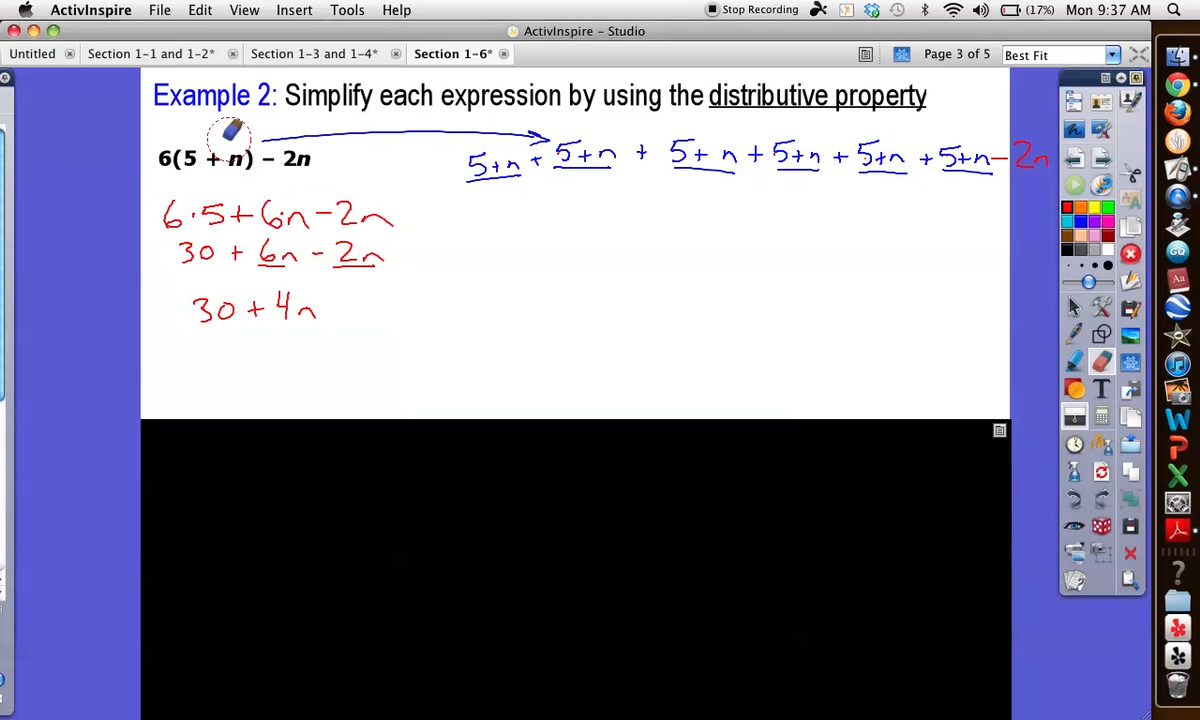 ActivInspire File Edit View Insert Tools Help Stop Recording (17%) Mon 9:37 AM
ActivInspire – Studio
Untitled Section 1-1 and 1-2* Section 1-3 and 1-4* Section 1-6* Page 3 of 5 Best Fit
Example 2: Simplify each expression by using the distributive property
6(5 + n) – 2n
5+n + 5+n + 5+n + 5+n + 5+n + 5+n - 2n
6·5 + 6·n - 2n
30 + 6n - 2n
30 + 4n